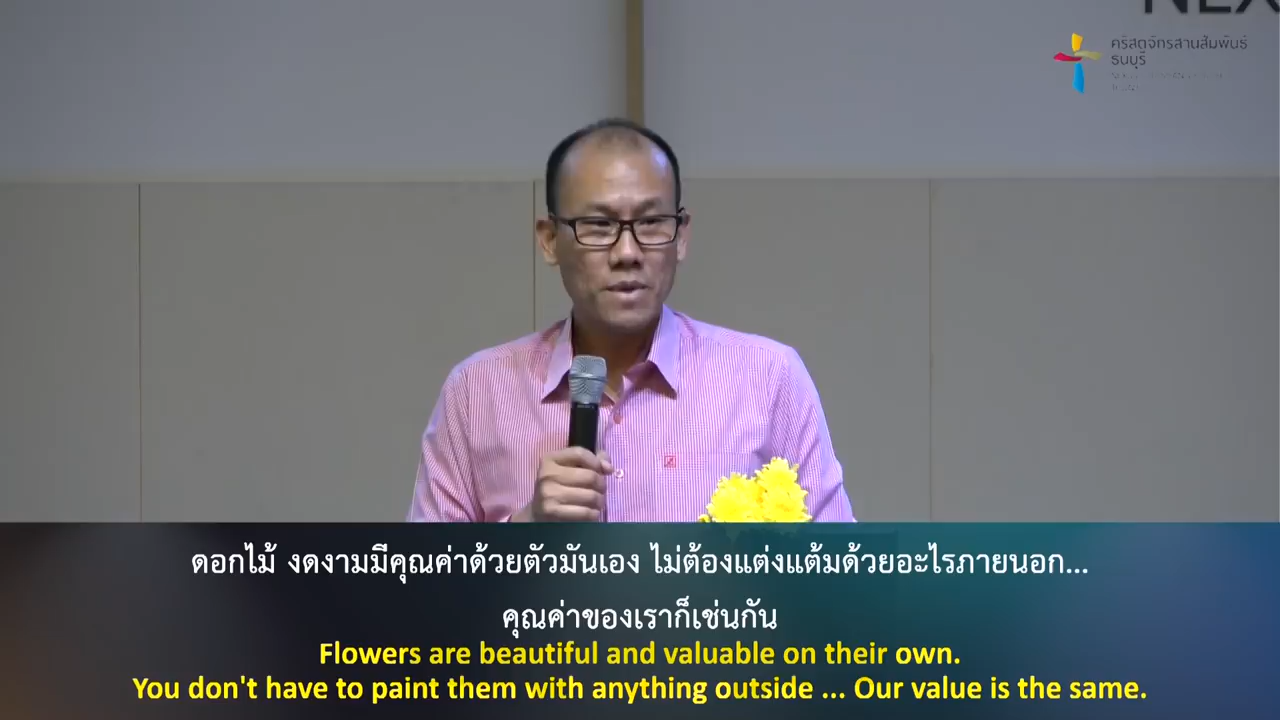 คริสตจักรสานสัมพันธ์
ธนบุรี
ดอกไม้ งดงามมีคุณค่าด้วยตัวมันเอง ไม่ต้องแต่งแต้มด้วยอะไรภายนอก...
คุณค่าของเราก็เช่นกัน
Flowers are beautiful and valuable on their own.
You don't have to paint them with anything outside ... Our value is the same.